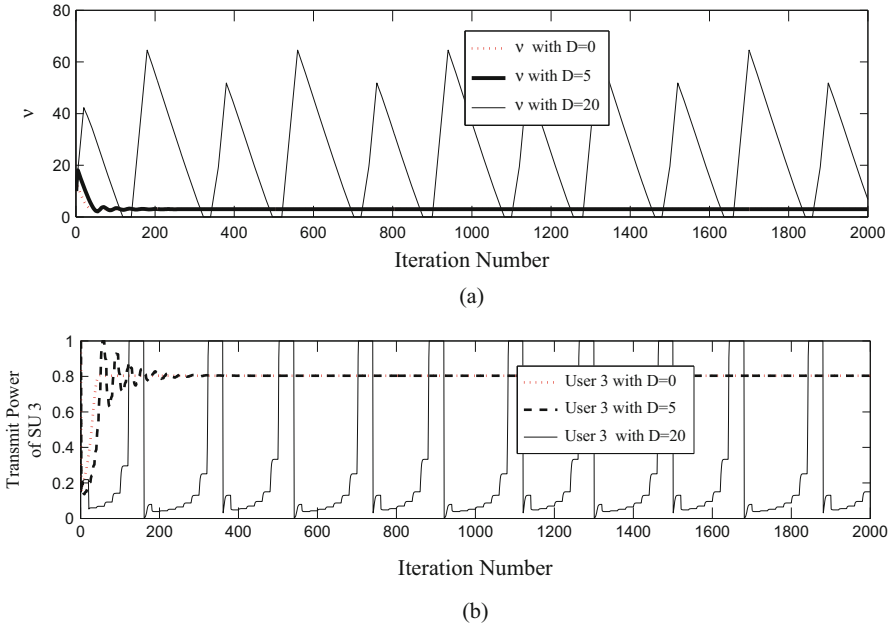 80
60
40
20
0
ν
ν with D=0
ν with D=5
ν with D=20
0 200 400 600 800 1000 1200 1400 1600 1800 2000
Iteration Number
(a)
1
0.8
0.6
0.4
0.2
0
Transmit Power
of SU 3
User 3 with D=0
User 3 with D=5
User 3 with D=20
0 200 400 600 800 1000 1200 1400 1600 1800 2000
Iteration Number
(b)